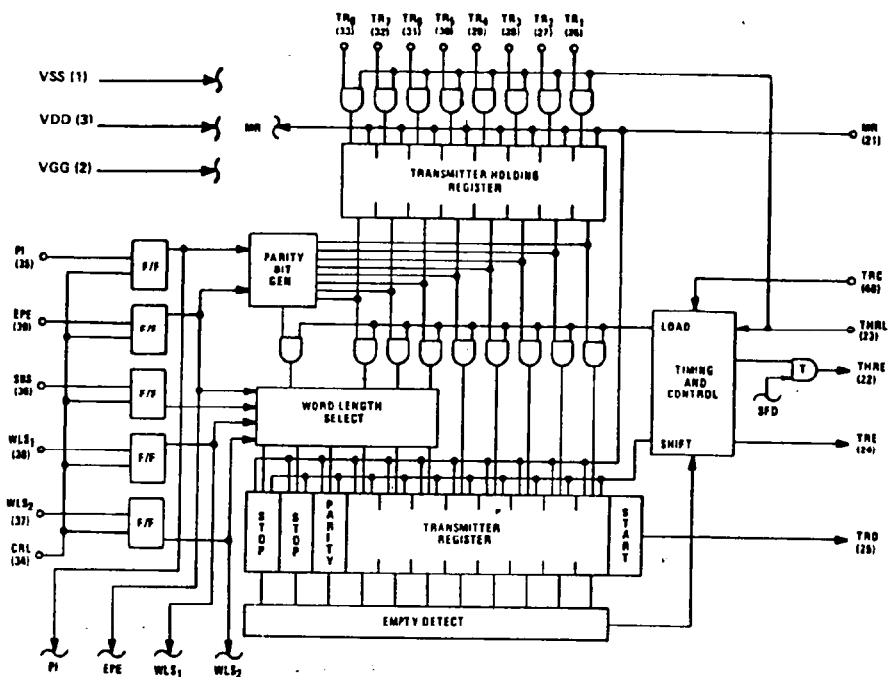 TR8 TR7 TR6 TR5 TR4 TR3 TR2 TR1
(33) (32) (31) (30) (29) (28) (27) (26)
VSS (1)
VDD (3)
VGG (2)
MR
MR
(21)
TRANSMITTER HOLDING
REGISTER
PI
(35)
F/F
PARITY
BIT
GEN
TRC
(40)
EPE
(39)
F/F
LOAD
THRL
(23)
TIMING
AND
CONTROL
T
THRE
(22)
SFD
SBS
(36)
F/F
WORD LENGTH
SELECT
WLS1
(38)
F/F
SHIFT
TRE
(24)
WLS2
(37)
F/F
CRL
(34)
STOP
STOP
PARITY
TRANSMITTER
REGISTER
START
TRO
(25)
EMPTY DETECT
PI EPE WLS1 WLS2